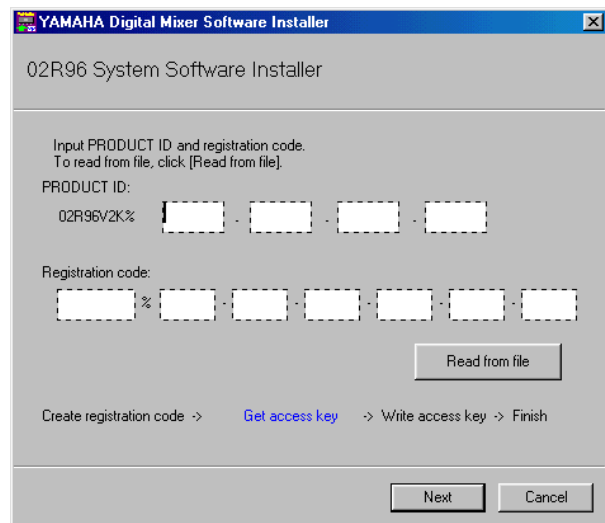 YAMAHA Digital Mixer Software Installer
02R96 System Software Installer
Input PRODUCT ID and registration code.
To read from file, click [Read from file].
PRODUCT ID:
02R96V2K% - - -
Registration code:
% - - - - -
Read from file
Create registration code -> Get access key -> Write access key -> Finish
Next Cancel